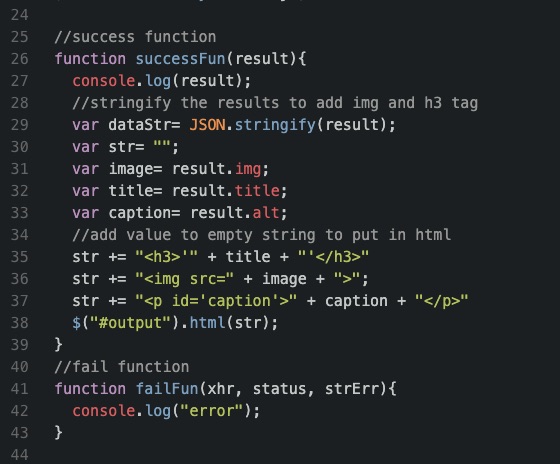 24
25 //success function
26 function successFun(result){
27   console.log(result);
28   //stringify the results to add img and h3 tag
29   var dataStr= JSON.stringify(result);
30   var str= "";
31   var image= result.img;
32   var title= result.title;
33   var caption= result.alt;
34   //add value to empty string to put in html
35   str += "<h3>'" + title + "'</h3>"
36   str += "<img src=" + image + ">";
37   str += "<p id='caption'>" + caption + "</p>"
38   $("#output").html(str);
39 }
40 //fail function
41 function failFun(xhr, status, strErr){
42   console.log("error");
43 }
44